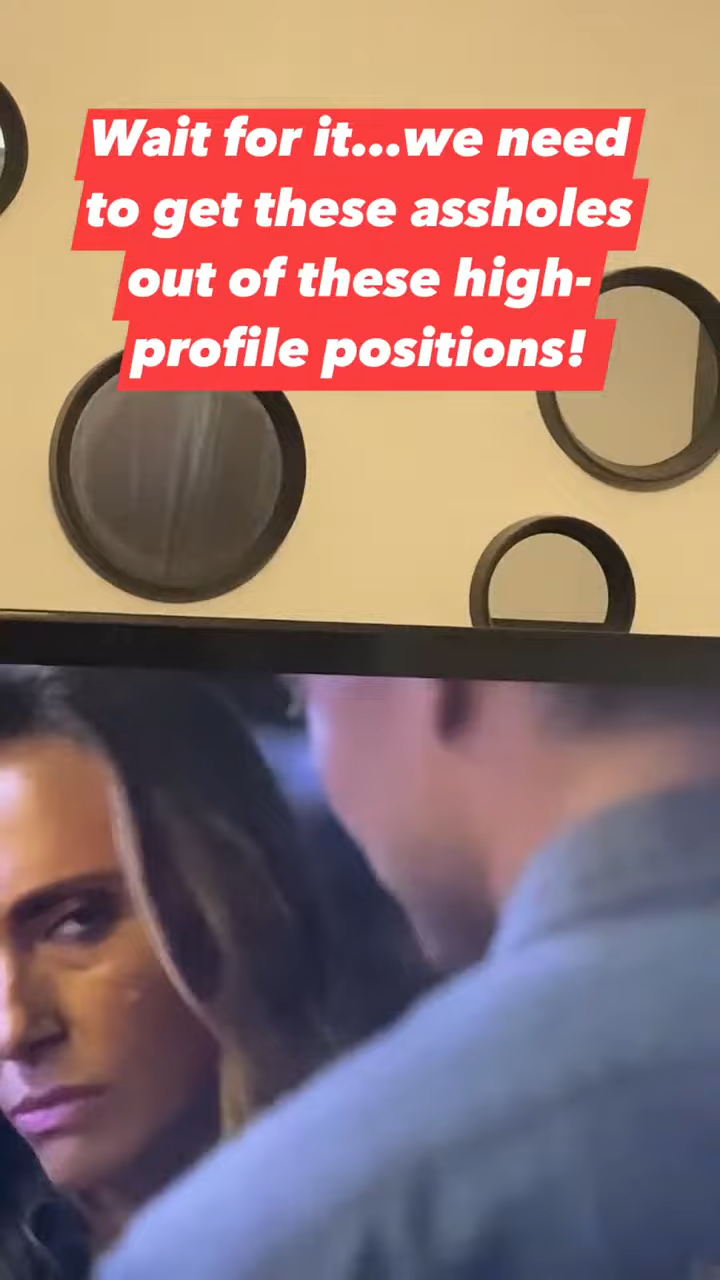 Wait for it...we need
to get these assholes
out of these high-
profile positions!